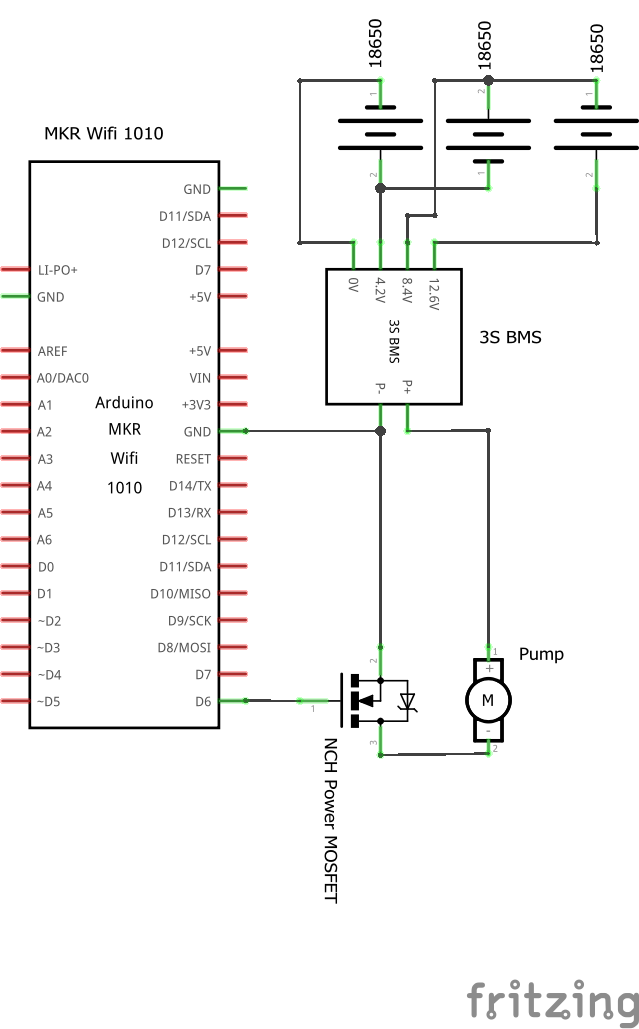 18650
18650
18650
1
2
1
2
1
2
MKR Wifi 1010
GND
D11/SDA
D12/SCL
LI-PO+
D7
GND
+5V
AREF
+5V
A0/DAC0
VIN
A1
+3V3
A2
GND
A3
RESET
A4
D14/TX
A5
D13/RX
A6
D12/SCL
D0
D11/SDA
D1
D10/MISO
~D2
D9/SCK
~D3
D8/MOSI
~D4
D7
~D5
D6
Arduino
MKR
Wifi
1010
0V
4.2V
8.4V
12.6V
3S BMS
P-
P+
3S BMS
2
1
3
NCH Power MOSFET
Pump
1
+
M
-
2
fritzing